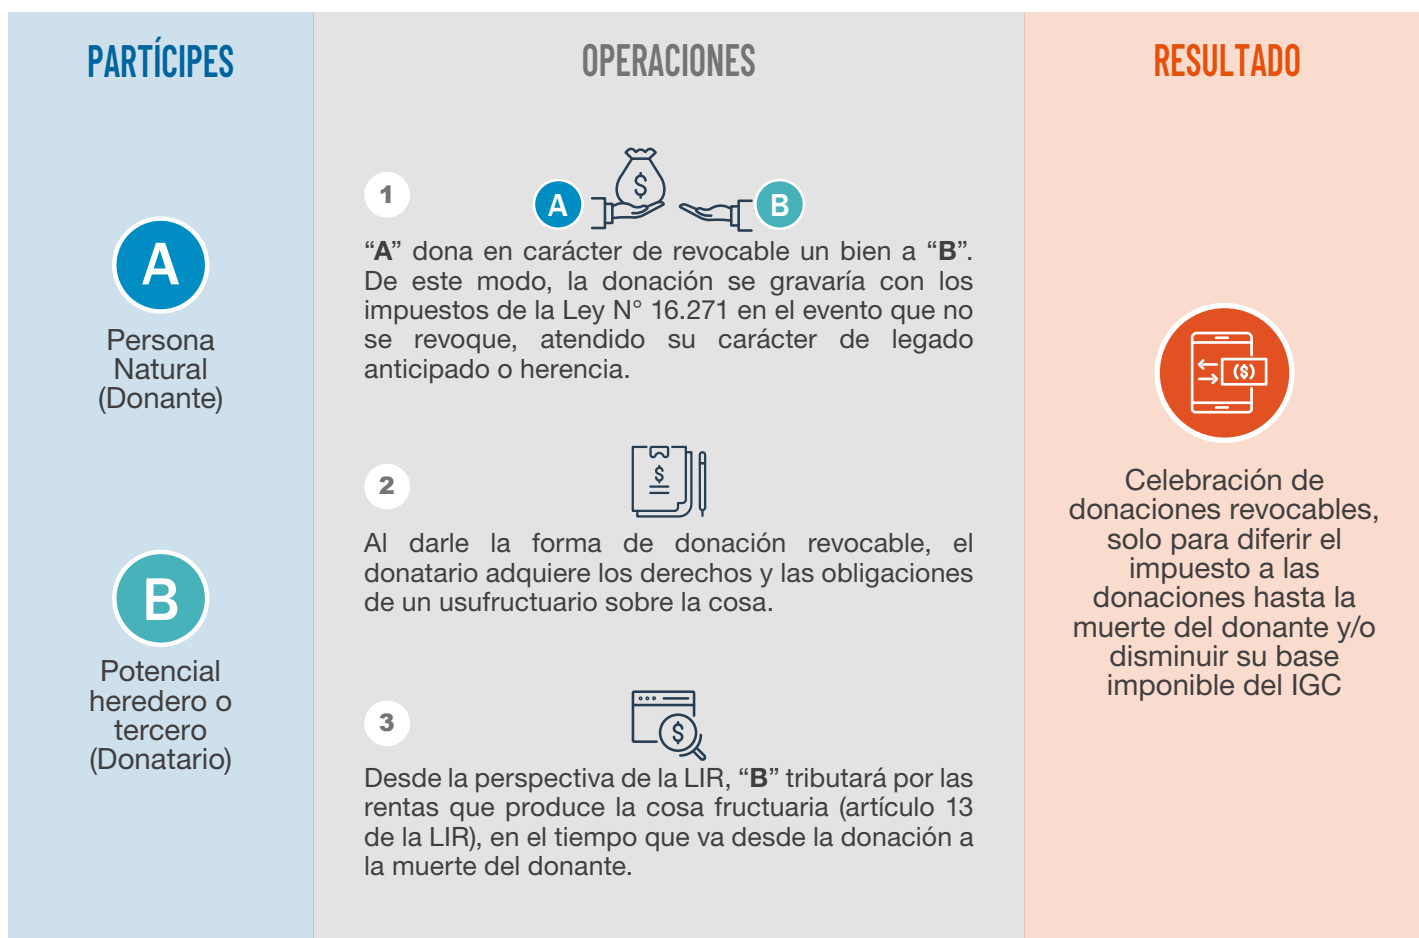 PARTÍCIPES
A
Persona
Natural
(Donante)
B
Potencial
heredero o
tercero
(Donatario)
OPERACIONES
1
A
$
B
“A” dona en carácter de revocable un bien a “B”.
De este modo, la donación se gravaría con los
impuestos de la Ley N° 16.271 en el evento que no
se revoque, atendido su carácter de legado
anticipado o herencia.
2
$
Al darle la forma de donación revocable, el
donatario adquiere los derechos y las obligaciones
de un usufructuario sobre la cosa.
3
$
Desde la perspectiva de la LIR, “B” tributará por las
rentas que produce la cosa fructuaria (artículo 13
de la LIR), en el tiempo que va desde la donación a
la muerte del donante.
RESULTADO
($)
Celebración de
donaciones revocables,
solo para diferir el
impuesto a las
donaciones hasta la
muerte del donante y/o
disminuir su base
imponible del IGC